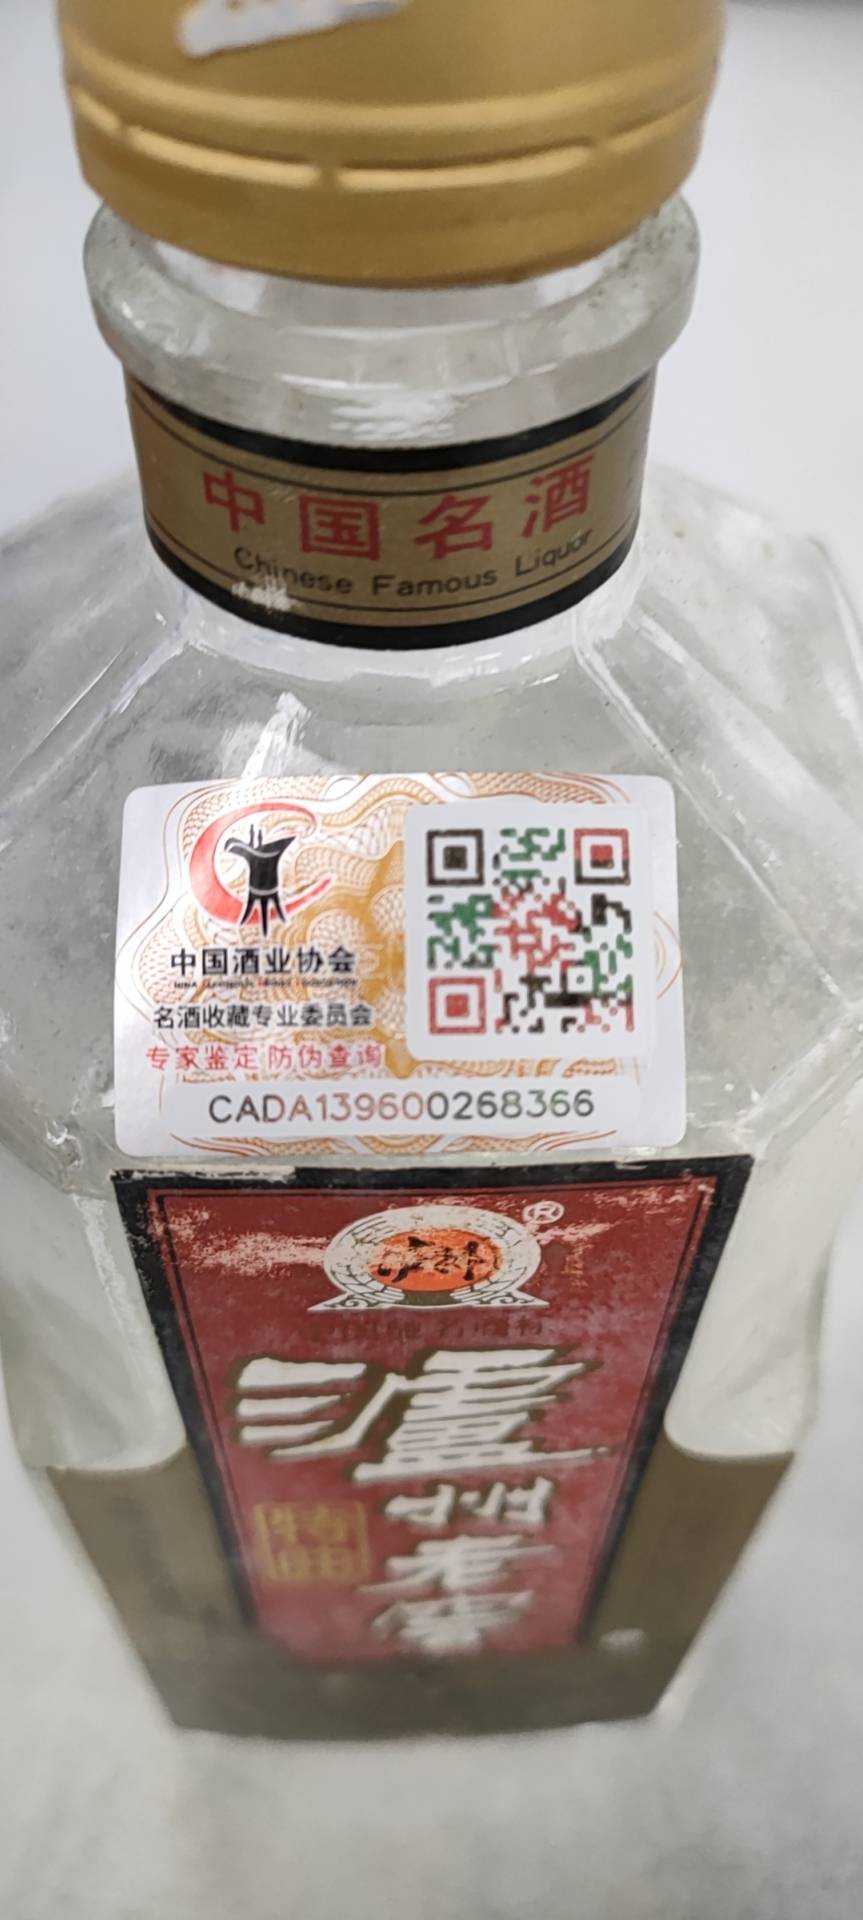 中国名酒
Chinese Famous Liquor
中国酒业协会
名酒收藏专业委员会
专家鉴定 防伪查询
CADA139600268366
®
泸州老窖
特曲